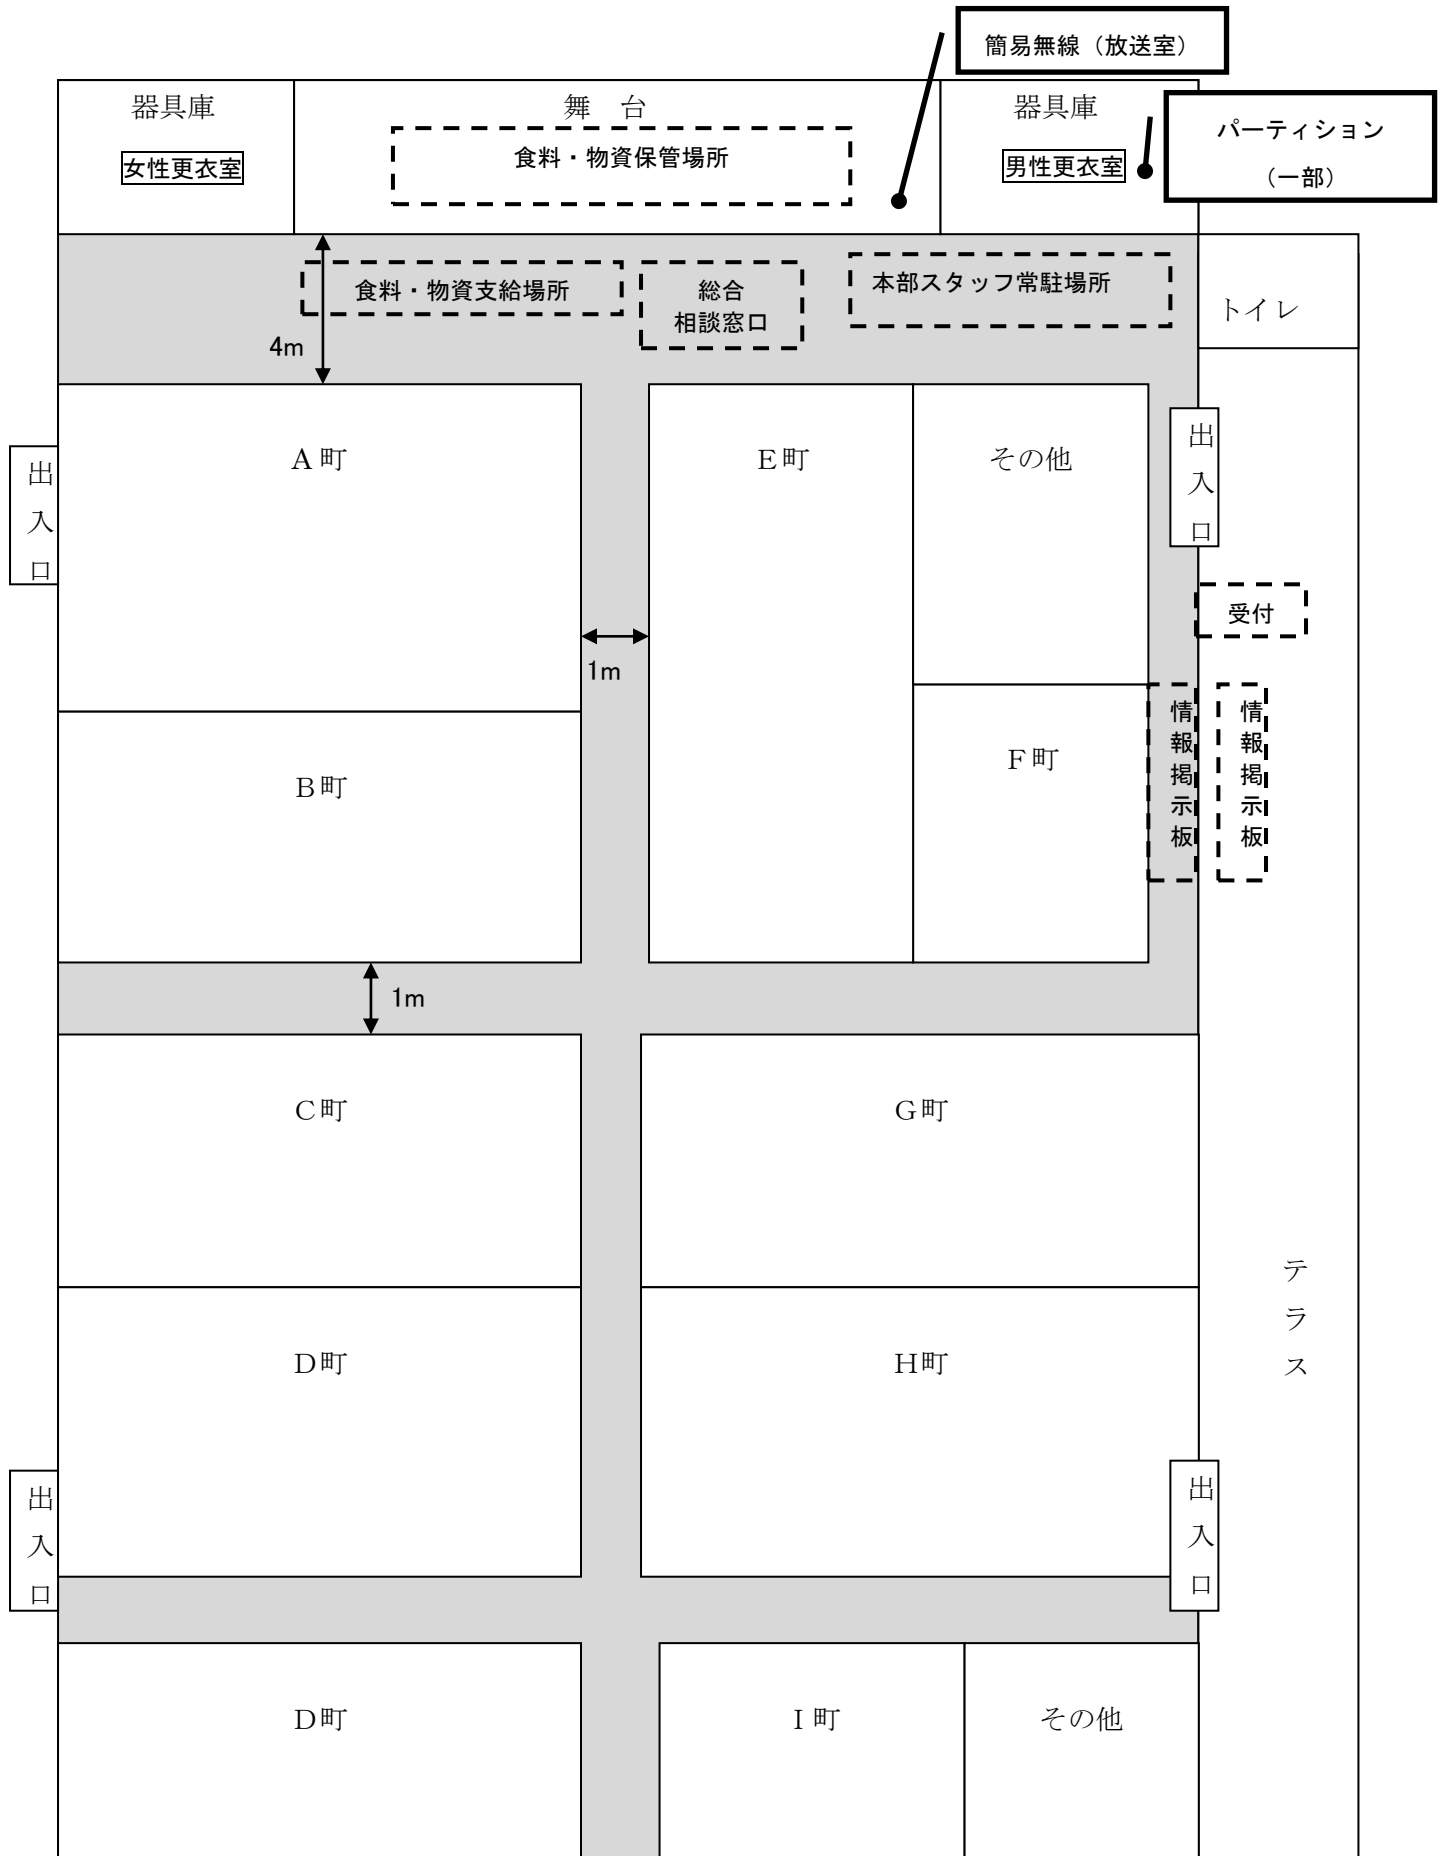 簡易無線（放送室）
器具庫
舞　台
器具庫
パーティション
（一部）
食料・物資保管場所
女性更衣室
男性更衣室
食料・物資支給場所
総合
相談窓口
本部スタッフ常駐場所
トイレ
4m
A町
E町
その他
出入口
出入口
受付
1m
情報掲示板
情報掲示板
B町
F町
1m
C町
G町
テラス
D町
H町
出入口
出入口
D町
I町
その他